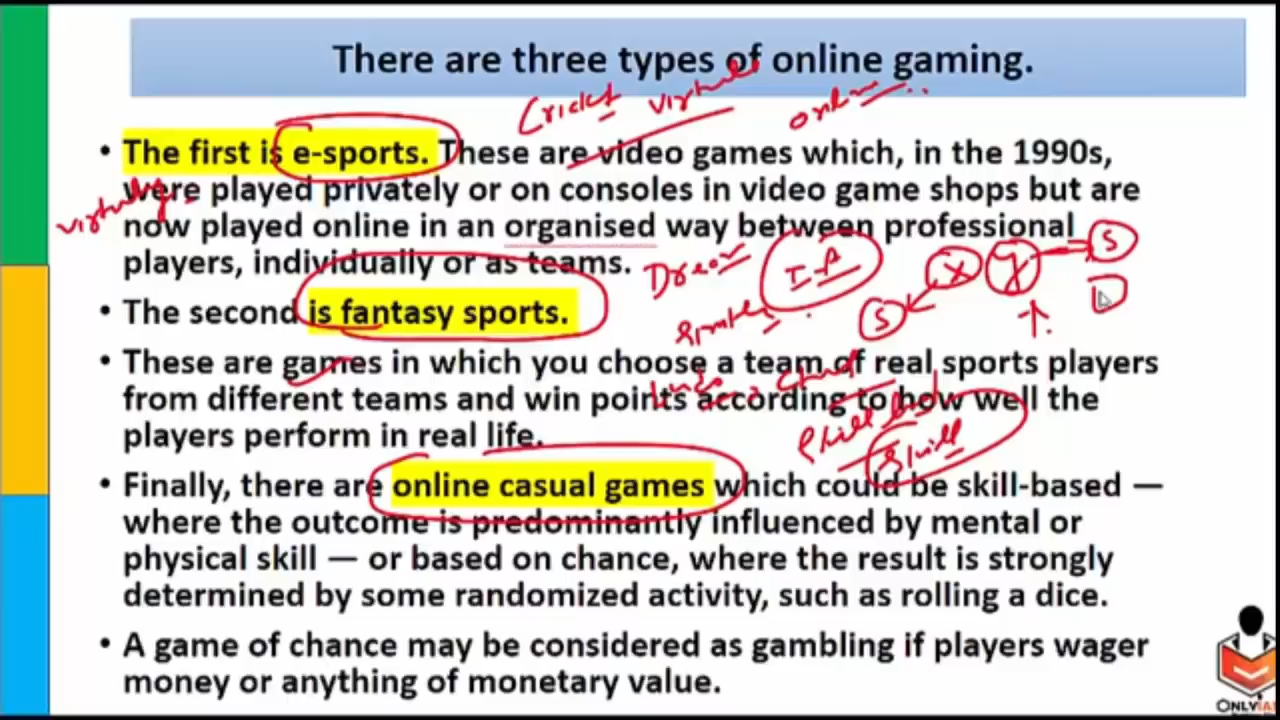 There are three types of online gaming.
Cricket virtual online
• The first is e-sports. These are video games which, in the 1990s,
were played privately or on consoles in video game shops but are
virtually
now played online in an organised way between professional
players, individually or as teams.
Dream I-A X Y S
S
• The second is fantasy sports.
• These are games in which you choose a team of real sports players
from different teams and win points according to how well the
players perform in real life.
Skill
• Finally, there are online casual games which could be skill-based —
where the outcome is predominantly influenced by mental or
physical skill — or based on chance, where the result is strongly
determined by some randomized activity, such as rolling a dice.
• A game of chance may be considered as gambling if players wager
money or anything of monetary value.
ONLYIAS